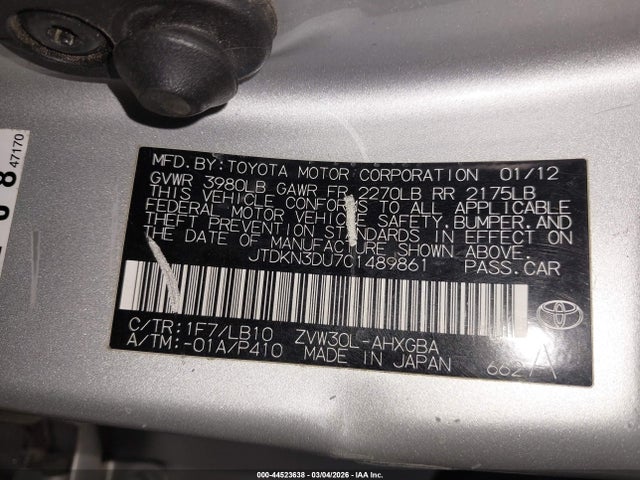 47170
8
MFD. BY: TOYOTA MOTOR CORPORATION 01/12
GVWR 3980LB GAWR FR 2270LB RR 2175LB
THIS VEHICLE CONFORMS TO ALL APPLICABLE
FEDERAL MOTOR VEHICLE SAFETY, BUMPER, AND
THEFT PREVENTION STANDARDS IN EFFECT ON
THE DATE OF MANUFACTURE SHOWN ABOVE.
JTDKN3DU7C1489861 PASS.CAR
C/TR: 1F7/LB10 ZVW30L-AHXGBA
A/TM: -01A/P410 MADE IN JAPAN
6627A
000-44523638 - 03/04/2026 - IAA Inc.